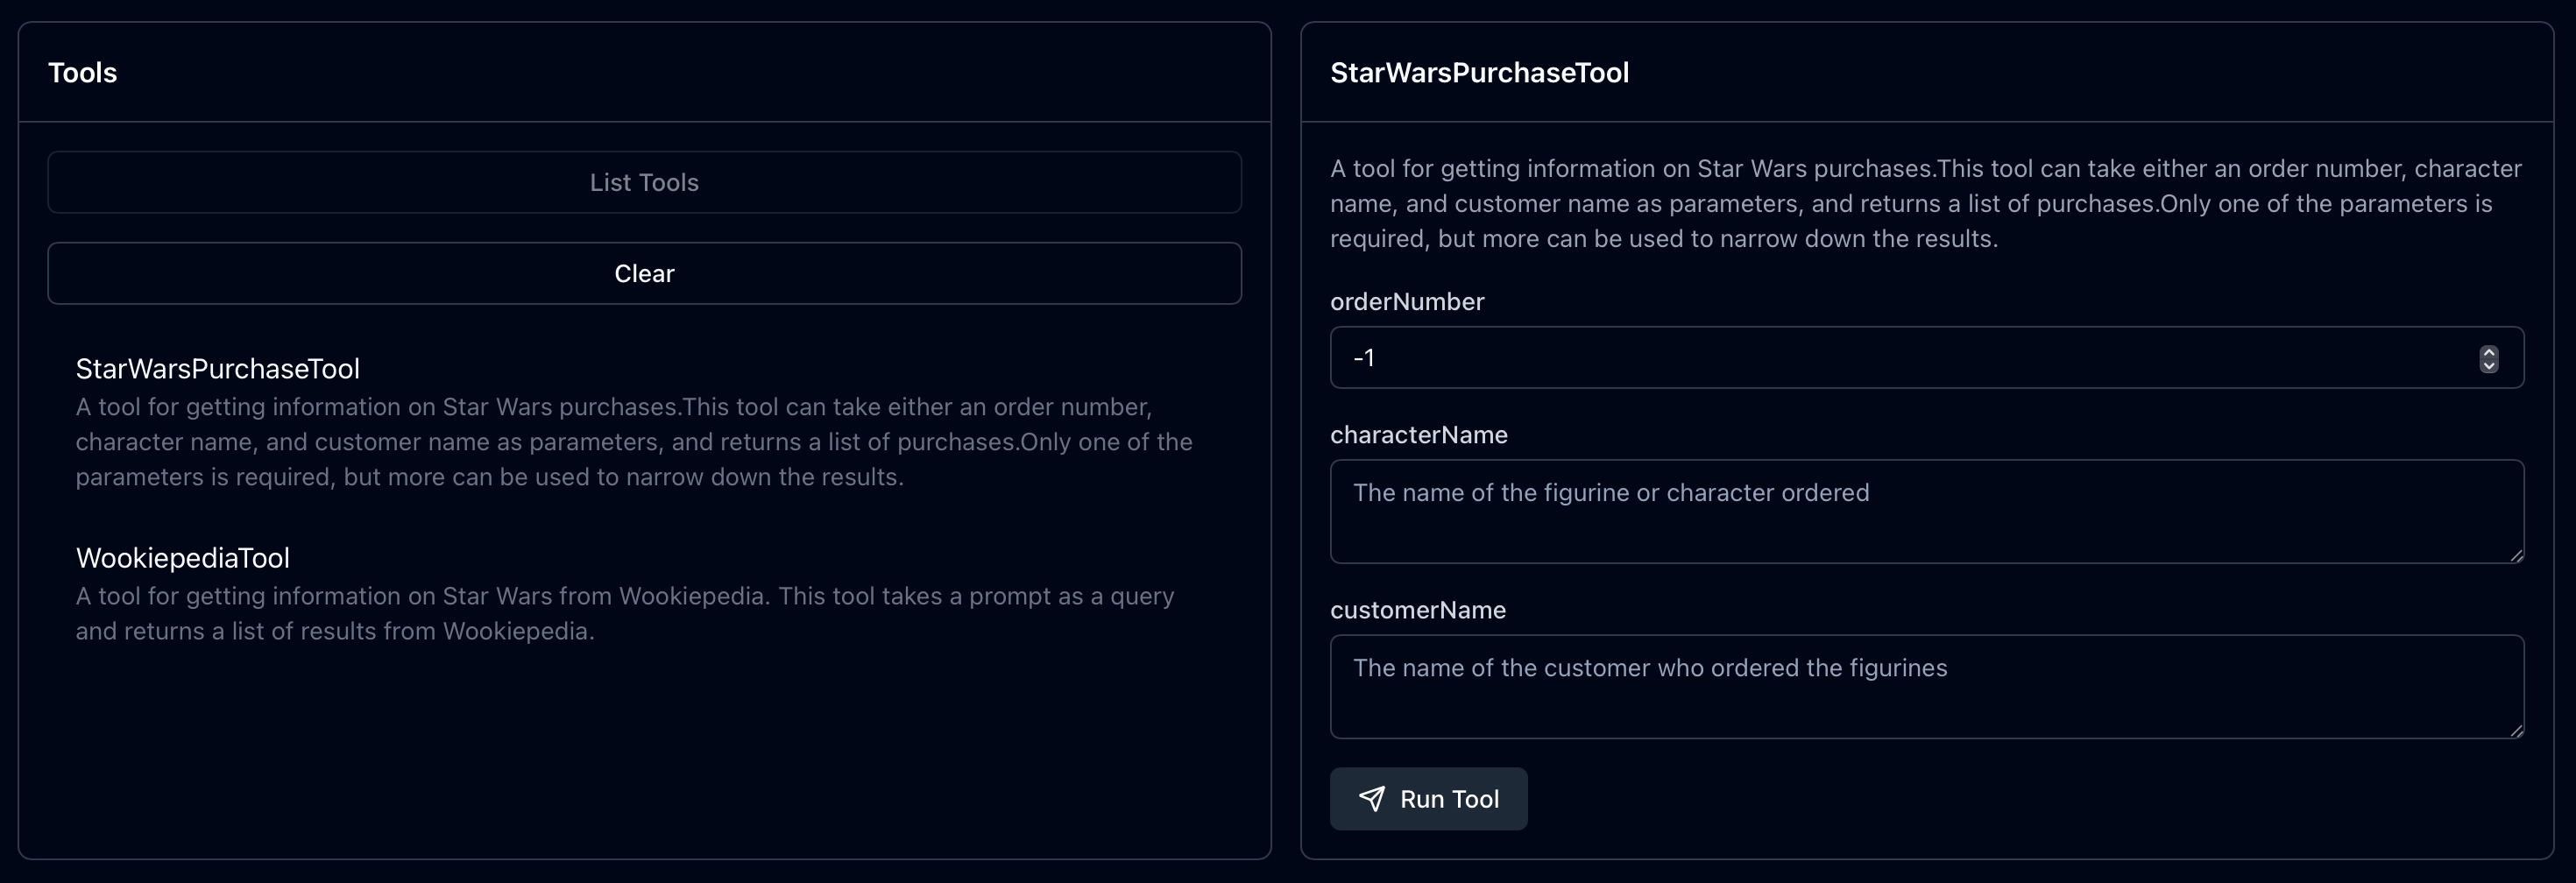 Tools
List Tools
Clear
StarWarsPurchaseTool
A tool for getting information on Star Wars purchases.This tool can take either an order number,
character name, and customer name as parameters, and returns a list of purchases.Only one of the
parameters is required, but more can be used to narrow down the results.
WookiepediaTool
A tool for getting information on Star Wars from Wookiepedia. This tool takes a prompt as a query
and returns a list of results from Wookiepedia.
StarWarsPurchaseTool
A tool for getting information on Star Wars purchases.This tool can take either an order number, character
name, and customer name as parameters, and returns a list of purchases.Only one of the parameters is
required, but more can be used to narrow down the results.
orderNumber
-1
characterName
The name of the figurine or character ordered
customerName
The name of the customer who ordered the figurines
Run Tool